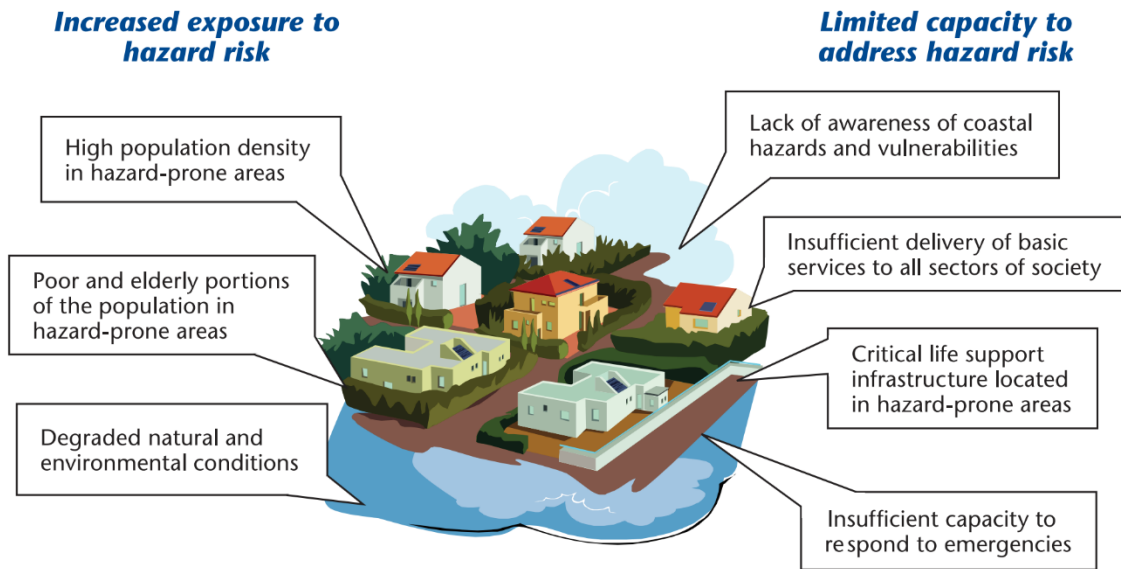 Increased exposure to
hazard risk
Limited capacity to
address hazard risk
High population density
in hazard-prone areas
Poor and elderly portions
of the population in
hazard-prone areas
Degraded natural and
environmental conditions
Lack of awareness of coastal
hazards and vulnerabilities
Insufficient delivery of basic
services to all sectors of society
Critical life support
infrastructure located
in hazard-prone areas
Insufficient capacity to
respond to emergencies